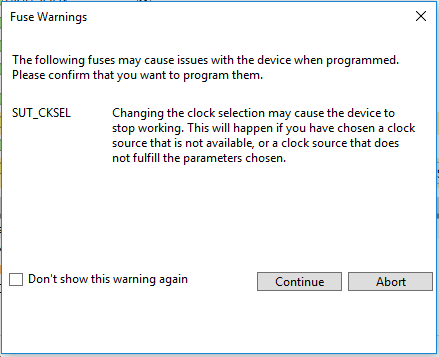 Fuse Warnings
The following fuses may cause issues with the device when programmed.
Please confirm that you want to program them.
SUT_CKSEL Changing the clock selection may cause the device to
stop working. This will happen if you have chosen a clock
source that is not available, or a clock source that does
not fulfill the parameters chosen.
Don't show this warning again Continue Abort